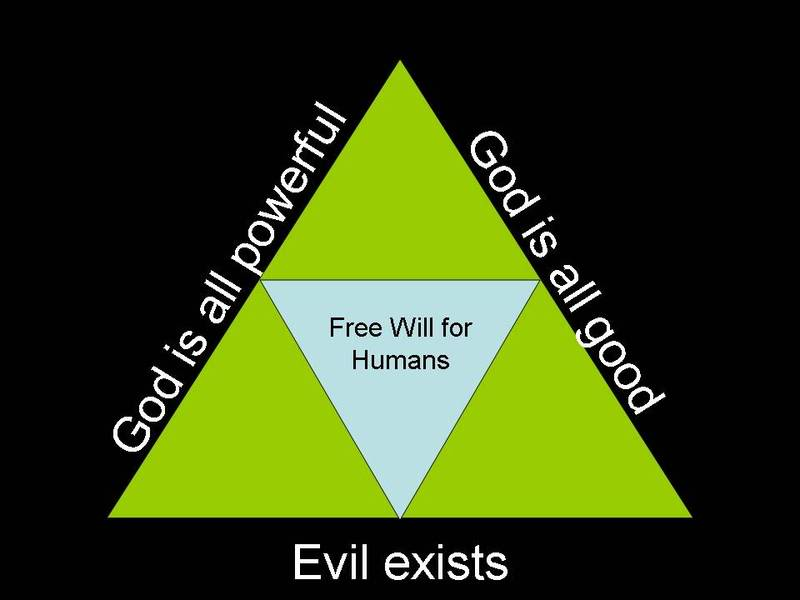 God is all powerful
God is all good
Free Will for
Humans
Evil exists